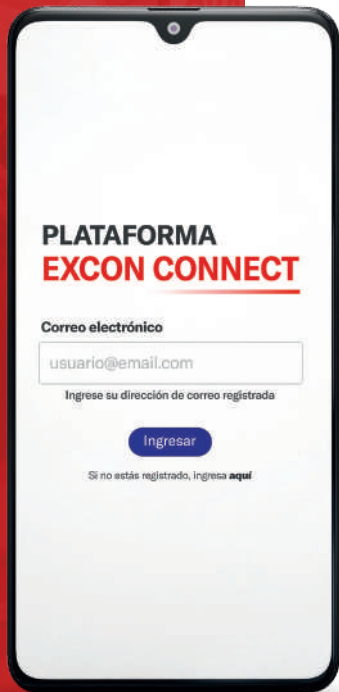 PLATAFORMA
EXCON CONNECT
Correo electrónico
usuario@email.com
Ingrese su dirección de correo registrada
Ingresar
Si no estás registrado, ingresa aquí